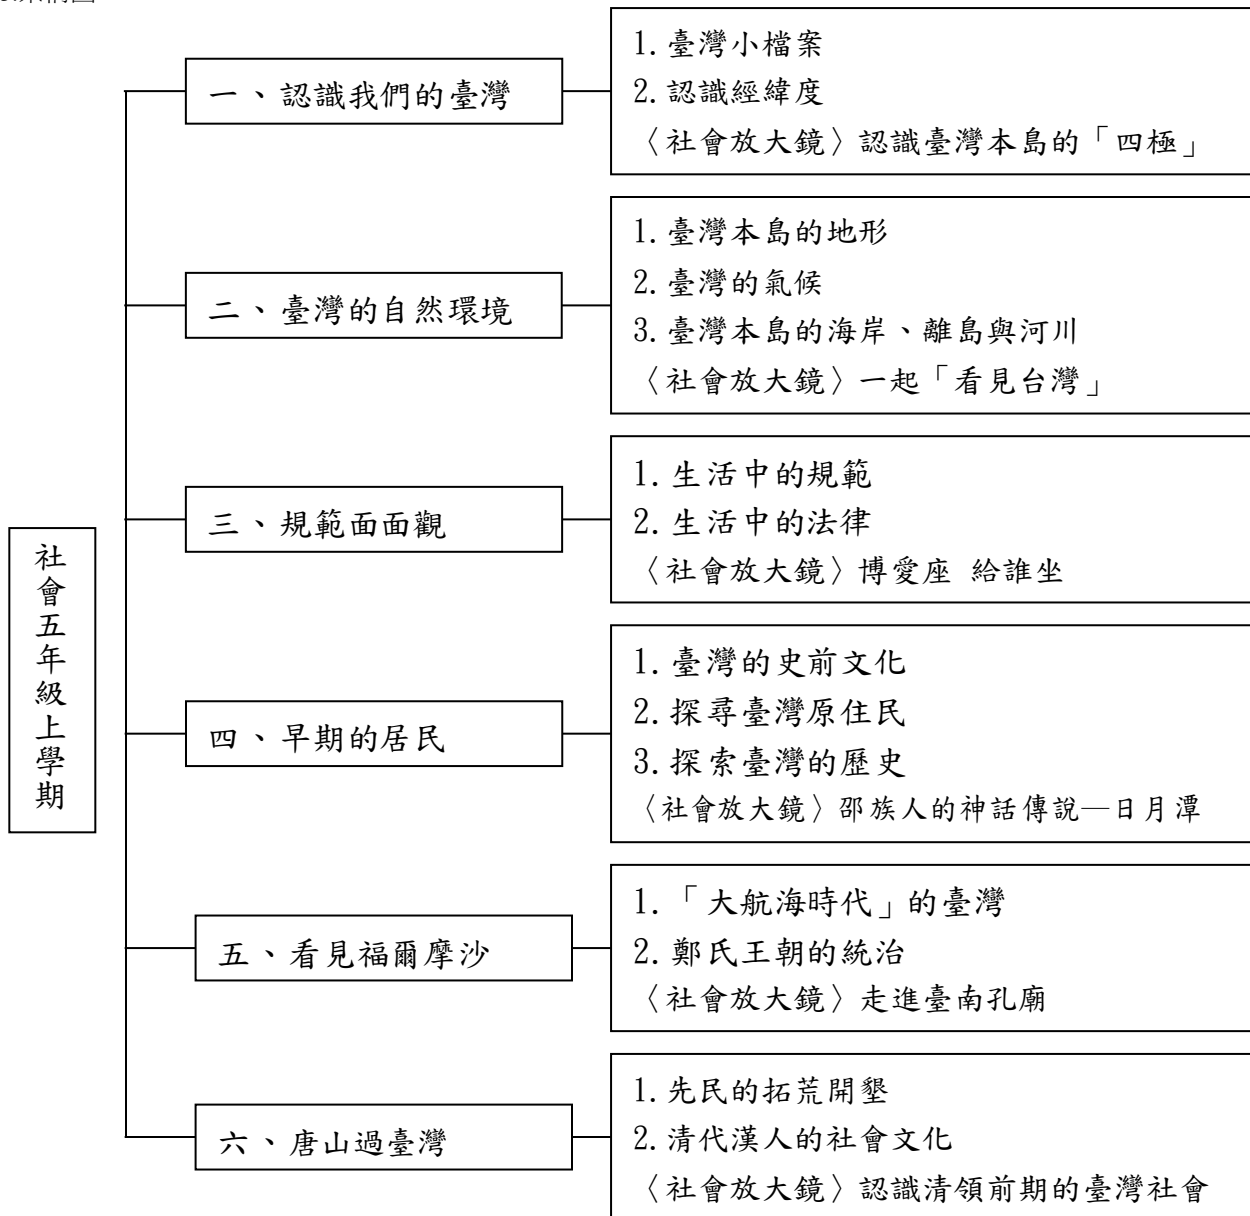 社會五年級上學期
一、認識我們的臺灣
1.臺灣小檔案
2.認識經緯度
〈社會放大鏡〉認識臺灣本島的「四極」
二、臺灣的自然環境
1.臺灣本島的地形
2.臺灣的氣候
3.臺灣本島的海岸、離島與河川
〈社會放大鏡〉一起「看見台灣」
三、規範面面觀
1.生活中的規範
2.生活中的法律
〈社會放大鏡〉博愛座 給誰坐
四、早期的居民
1.臺灣的史前文化
2.探尋臺灣原住民
3.探索臺灣的歷史
〈社會放大鏡〉邵族人的神話傳說—日月潭
五、看見福爾摩沙
1.「大航海時代」的臺灣
2.鄭氏王朝的統治
〈社會放大鏡〉走進臺南孔廟
六、唐山過臺灣
1.先民的拓荒開墾
2.清代漢人的社會文化
〈社會放大鏡〉認識清領前期的臺灣社會